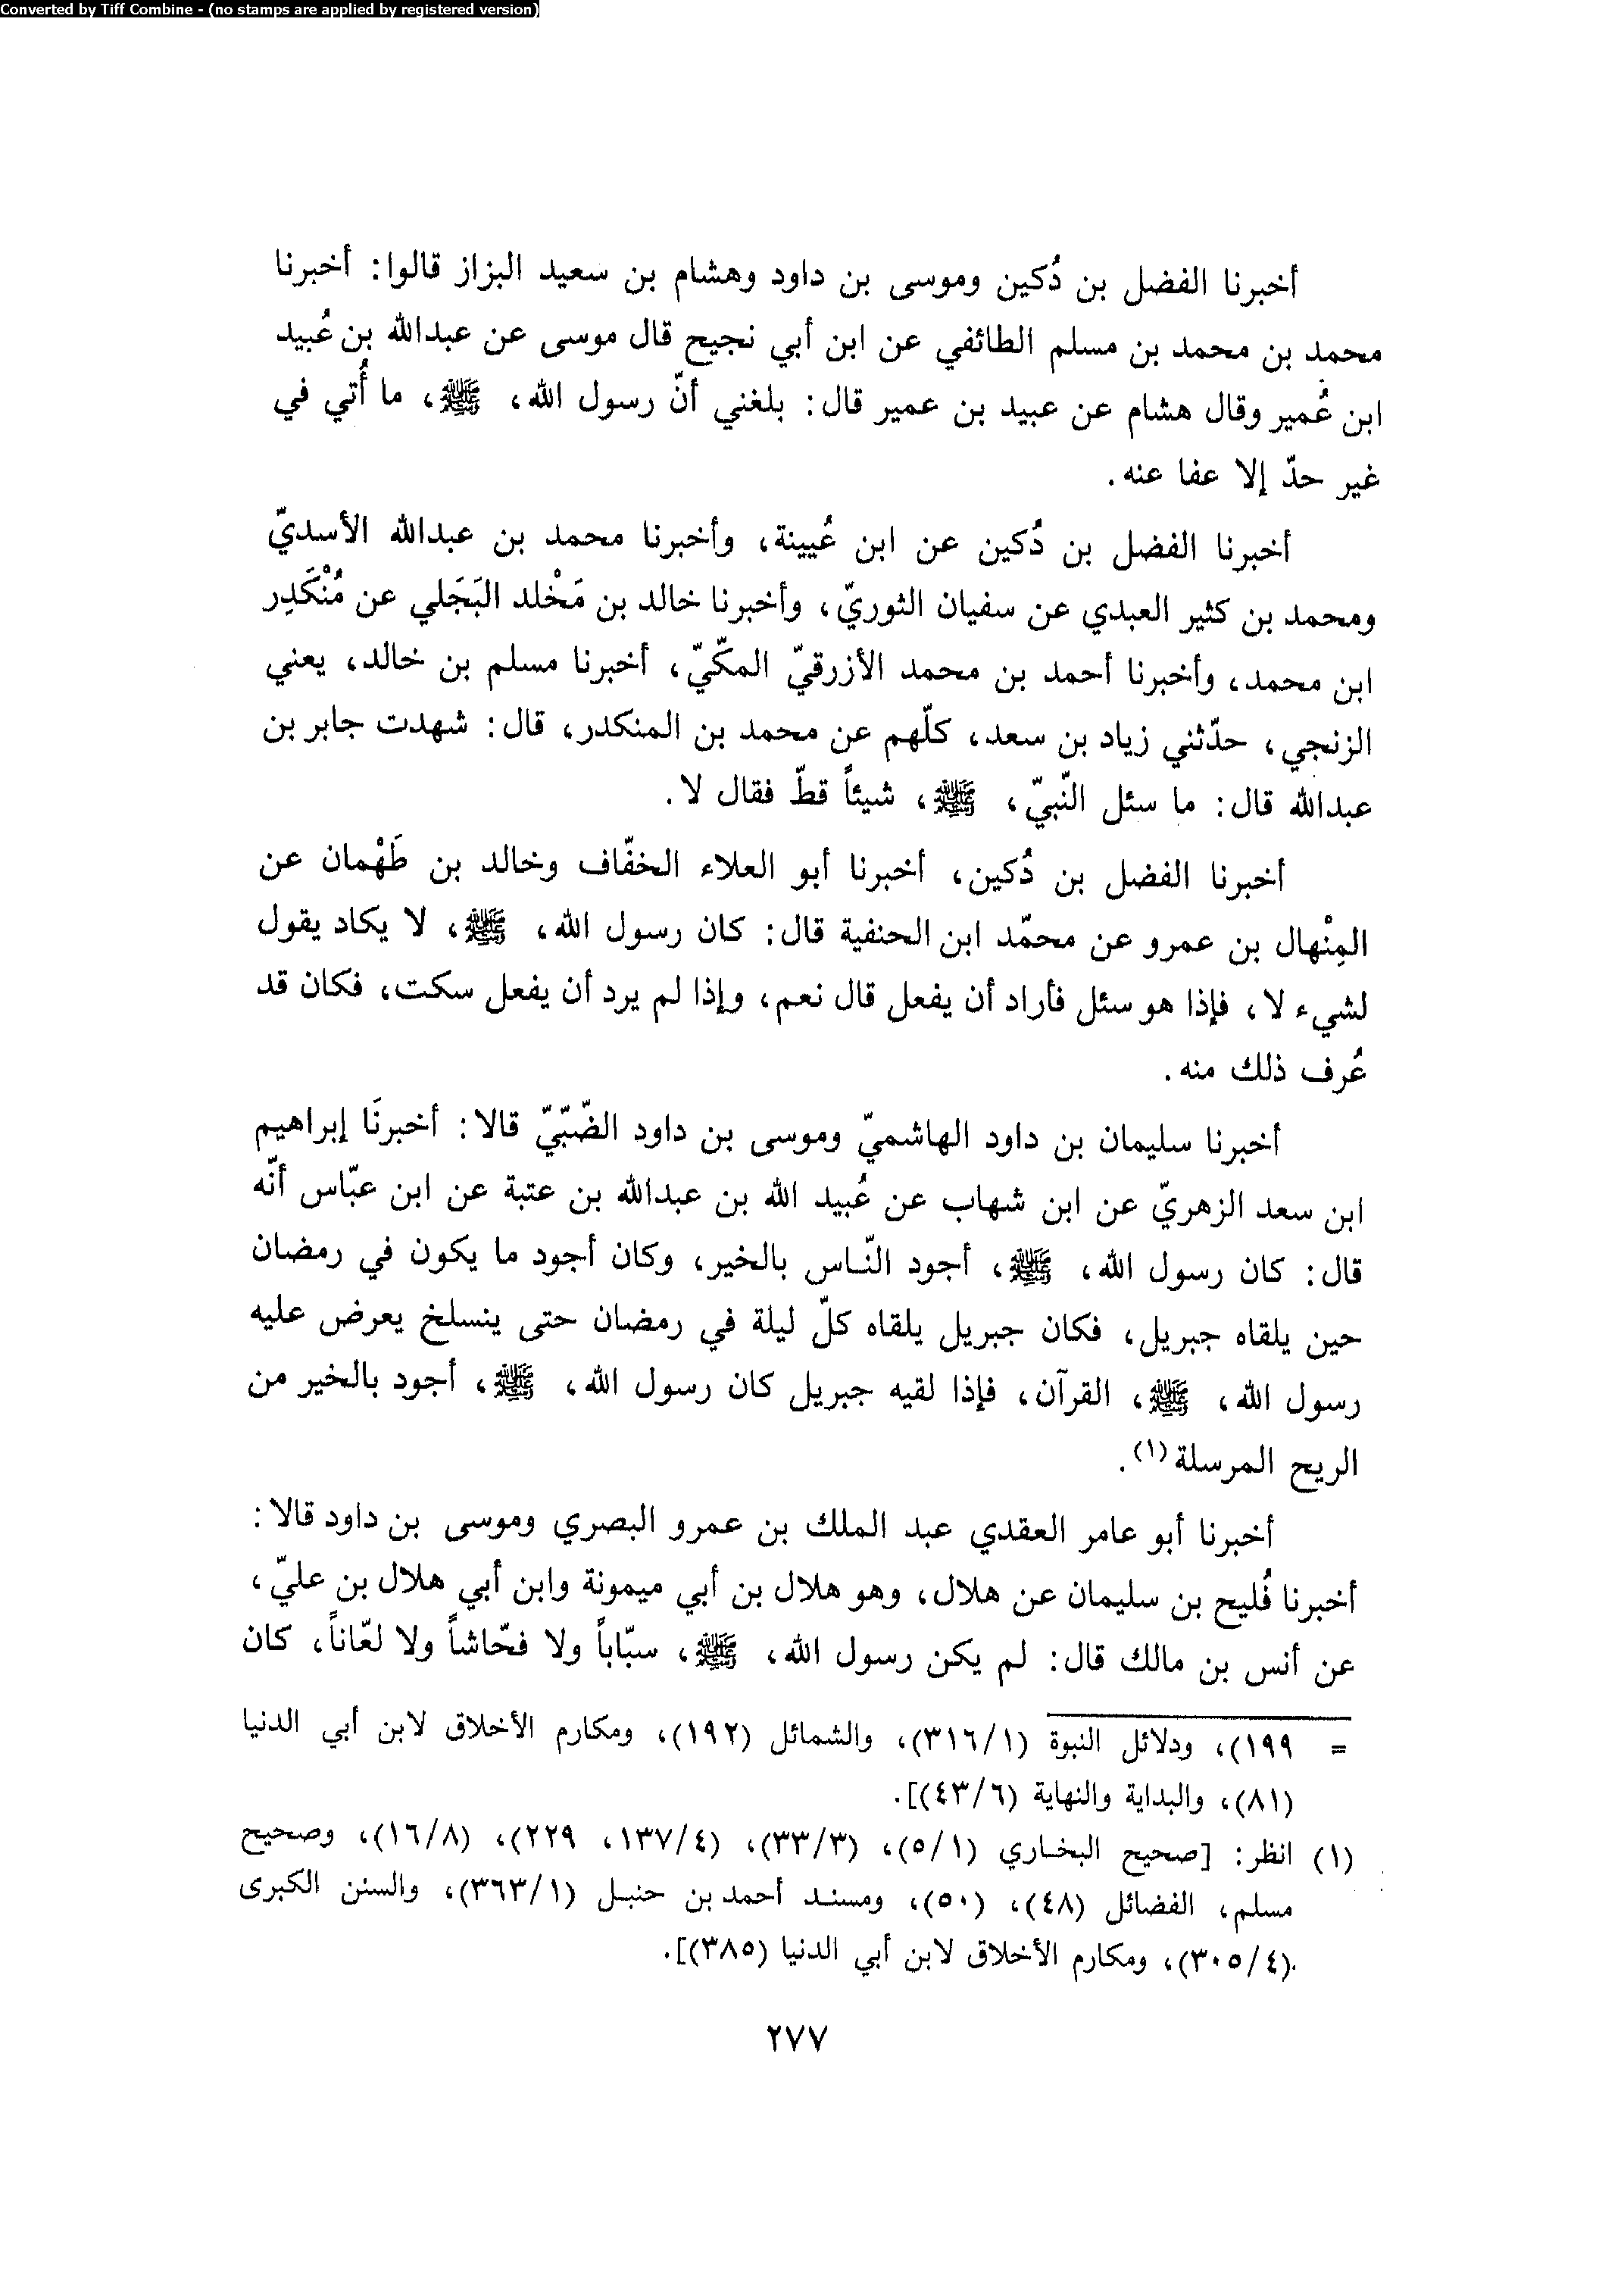 Converted by Tiff Combine - (no stamps are applied by registered version)
أخبرنا الفضل بن دُكين وموسى بن داود وهشام بن سعيد البزاز قالوا: أخبرنا
محمد بن محمد بن مسلم الطائفي عن ابن أبي نجيح قال موسى عن عبدالله بن عُبيد
ابن عُمير وقال هشام عن عبيد بن عمير قال: بلغني أنّ رسول الله، ﷺ، ما أُتي في
غير حدّ إلا عفا عنه.
أخبرنا الفضل بن دُكين عن ابن عُيينة، وأخبرنا محمد بن عبدالله الأسديّ
ومحمد بن كثير العبدي عن سفيان الثوريّ، وأخبرنا خالد بن مَخْلد البَجَلي عن مُنْكَدِر
ابن محمد، وأخبرنا أحمد بن محمد الأزرقيّ المكّيّ، أخبرنا مسلم بن خالد، يعني
الزنجي، حدّثني زياد بن سعد، كلّهم عن محمد بن المنكدر، قال: شهدت جابر بن
عبدالله قال: ما سئل النّبيّ، ﷺ، شيئاً قطّ فقال لا.
أخبرنا الفضل بن دُكين، أخبرنا أبو العلاء الخفّاف وخالد بن طَهْمان عن
المِنْهال بن عمرو عن محمّد ابن الحنفية قال: كان رسول الله، ﷺ، لا يكاد يقول
لشيء لا، فإذا هو سئل فأراد أن يفعل قال نعم، وإذا لم يرد أن يفعل سكت، فكان قد
عُرف ذلك منه.
أخبرنا سليمان بن داود الهاشميّ وموسى بن داود الضّبّيّ قالا: أخبرنَا إبراهيم
ابن سعد الزهريّ عن ابن شهاب عن عُبيد الله بن عبدالله بن عتبة عن ابن عبّاس أنّه
قال: كان رسول الله، ﷺ، أجود النّاس بالخير، وكان أجود ما يكون في رمضان
حين يلقاه جبريل، فكان جبريل يلقاه كلّ ليلة في رمضان حتى ينسلخ يعرض عليه
رسول الله، ﷺ، القرآن، فإذا لقيه جبريل كان رسول الله، ﷺ، أجود بالخير من
الريح المرسلة(١).
أخبرنا أبو عامر العقدي عبد الملك بن عمرو البصري وموسى بن داود قالا:
أخبرنا فُليح بن سليمان عن هلال، وهو هلال بن أبي ميمونة وابن أبي هلال بن عليّ،
عن أنس بن مالك قال: لم يكن رسول الله، ﷺ، سبّاباً ولا فحّاشاً ولا لعّاناً، كان
= ١٩٩)، ودلائل النبوة (٣١٦/١)، والشمائل (١٩٢)، ومكارم الأخلاق لابن أبي الدنيا
(٨١)، والبداية والنهاية (٤٣/٦)].
(١) انظر: [صحيح البخاري (٥/١)، (٣٣/٣)، (١٣٧/٤، ٢٢٩)، (١٦/٨)، وصحيح
مسلم، الفضائل (٤٨)، (٥٠)، ومسند أحمد بن حنبل (٣٦٣/١)، والسنن الكبرى
(٣٠٥/٤)، ومكارم الأخلاق لابن أبي الدنيا (٣٨٥)].
٢٧٧